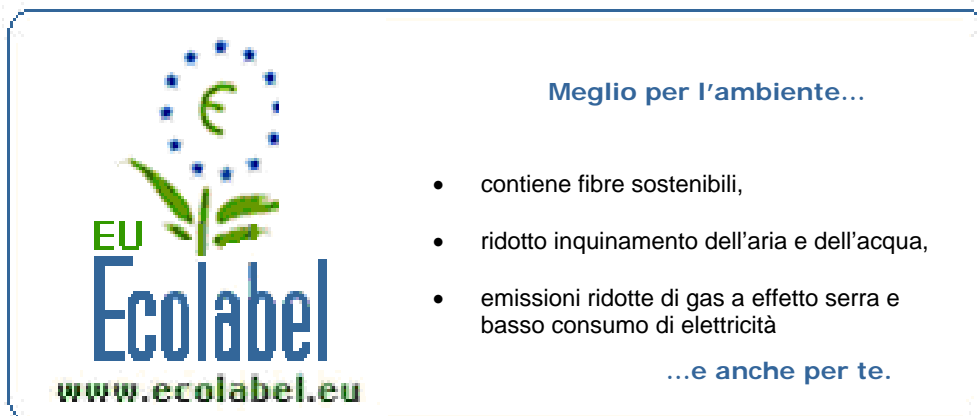 EU
Ecolabel
www.ecolabel.eu
Meglio per l'ambiente...
• contiene fibre sostenibili,
• ridotto inquinamento dell'aria e dell'acqua,
• emissioni ridotte di gas a effetto serra e
basso consumo di elettricità
...e anche per te.